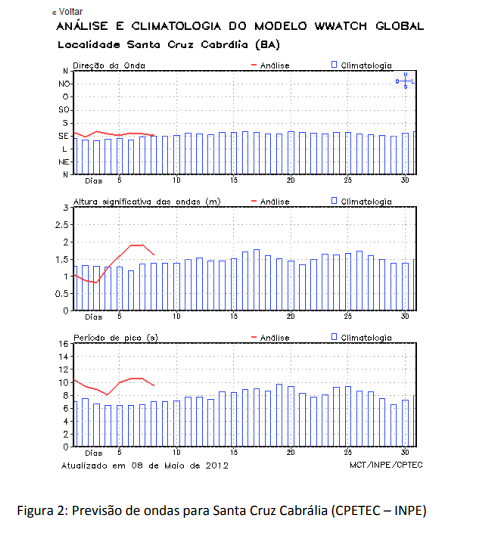 « Voltar
ANÁLISE E CLIMATOLOGIA DO MODELO WWATCH GLOBAL
Localidade Santa Cruz Cabrália (BA)
Direção da Onda — Análise Climatologia
N
NO
O
SO
S
SE
L
NE
N
Dias 5 10 15 20 25 30
Altura significativa das ondas (m) — Análise Climatologia
3
2.5
2
1.5
1
0.5
0
Dias 5 10 15 20 25 30
Período de pico (s) — Análise Climatologia
16
14
12
10
8
6
4
2
0
Dias 5 10 15 20 25 30
Atualizado em 08 de Maio de 2012 MCT/INPE/CPTEC
Figura 2: Previsão de ondas para Santa Cruz Cabrália (CPETEC – INPE)